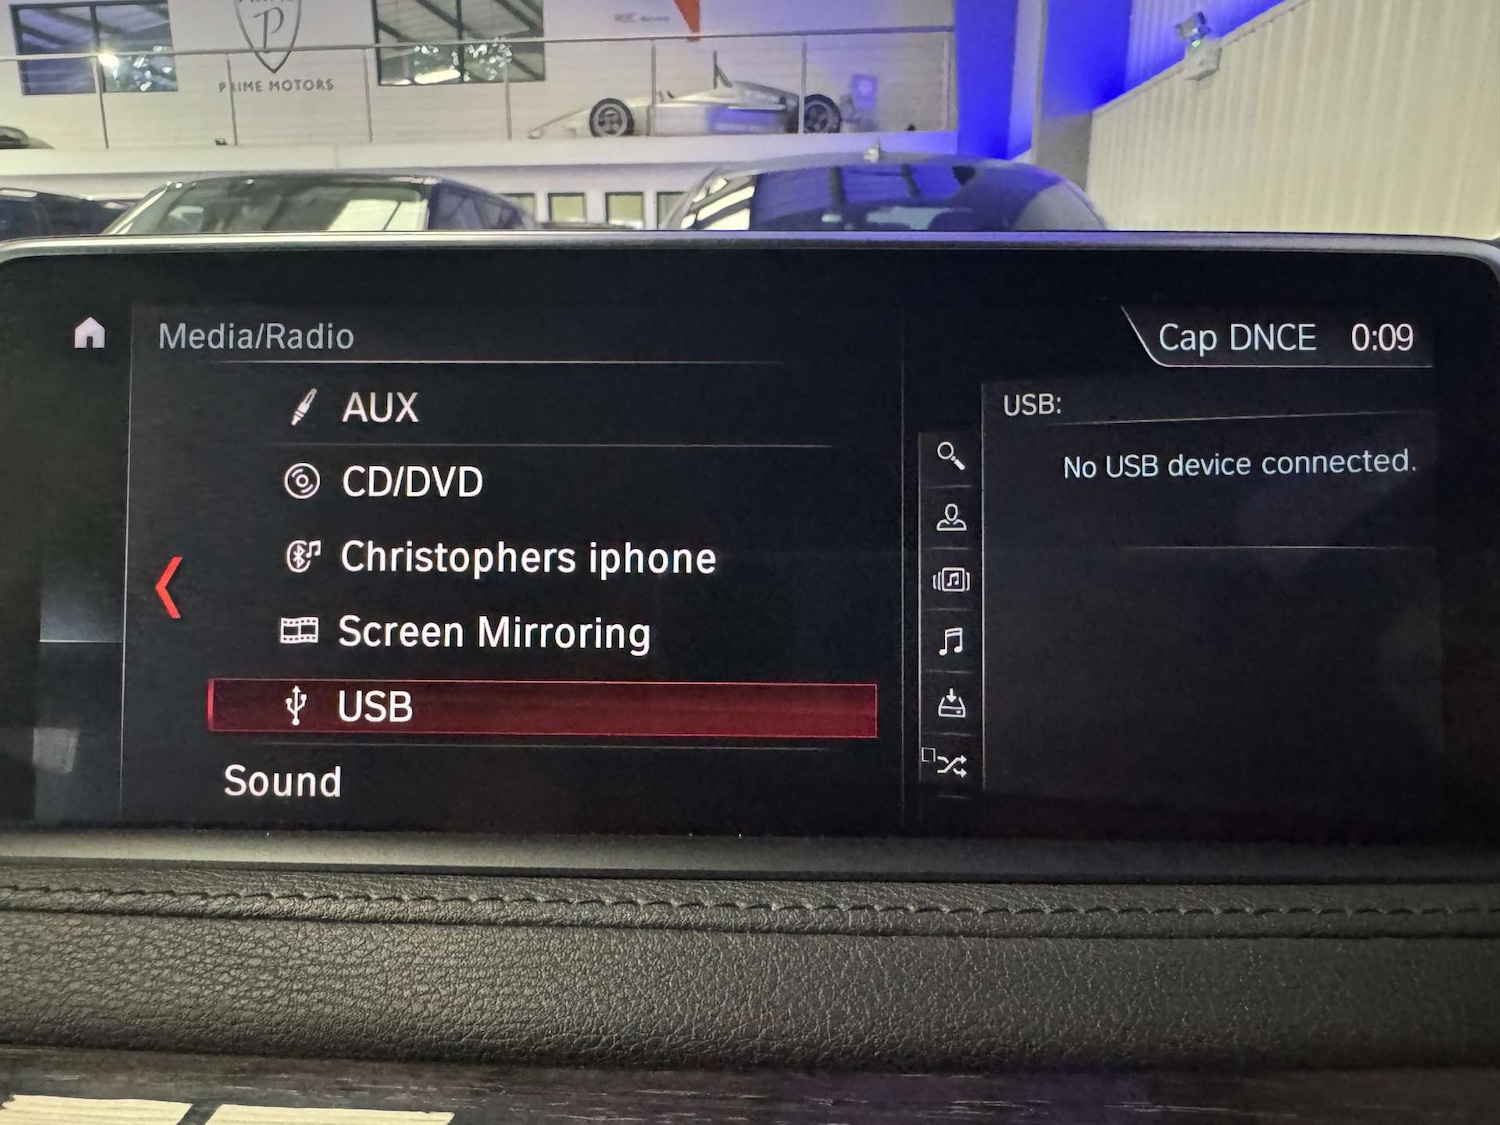 PRIME MOTORS
Media/Radio
Cap DNCE 0:09
AUX
CD/DVD
Christophers iphone
Screen Mirroring
USB
Sound
USB:
No USB device connected.